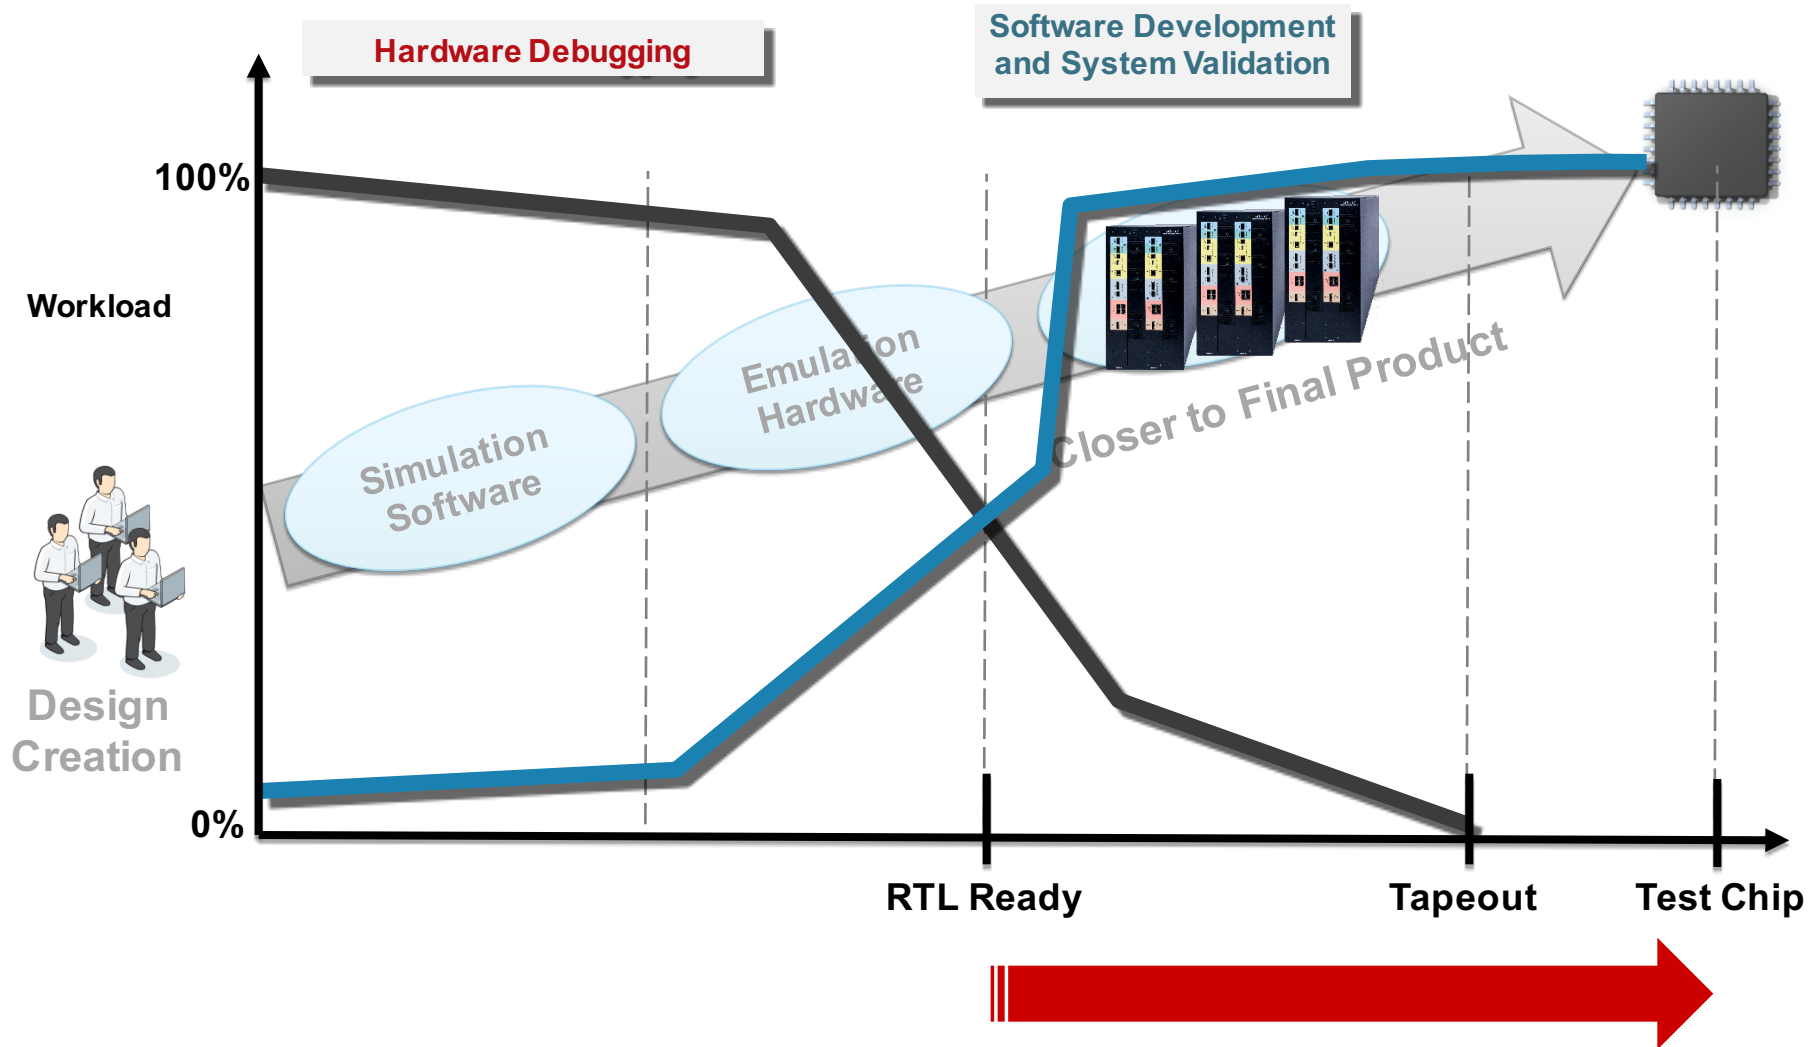 Hardware Debugging
Software Development
and System Validation
100%
Workload
Emulation
Hardware
Closer to Final Product
Simulation
Software
Design
Creation
0%
RTL Ready
Tapeout
Test Chip